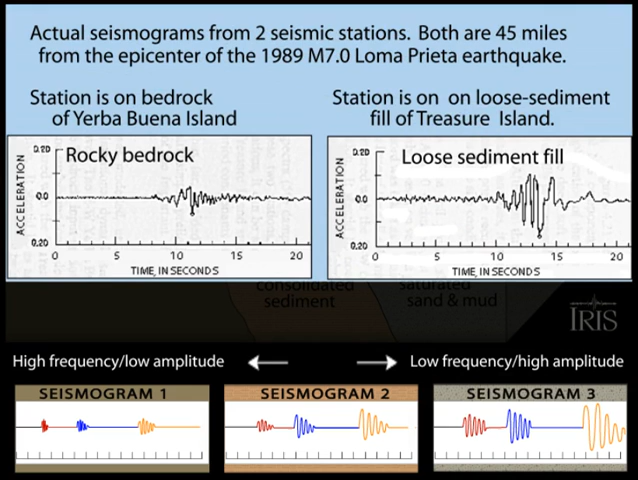 Actual seismograms from 2 seismic stations. Both are 45 miles
from the epicenter of the 1989 M7.0 Loma Prieta earthquake.
Station is on bedrock
of Yerba Buena Island
Station is on on loose-sediment
fill of Treasure Island.
0.20
Rocky bedrock
ACCELERATION
0.0
0.20
0 5 10 15 20
TIME, IN SECONDS
0.20
Loose sediment fill
ACCELERATION
0.0
0.20
0 5 10 15 20
TIME, IN SECONDS
consolidated
sediment
saturated
sand & mud
IRIS
High frequency/low amplitude
Low frequency/high amplitude
SEISMOGRAM 1
SEISMOGRAM 2
SEISMOGRAM 3